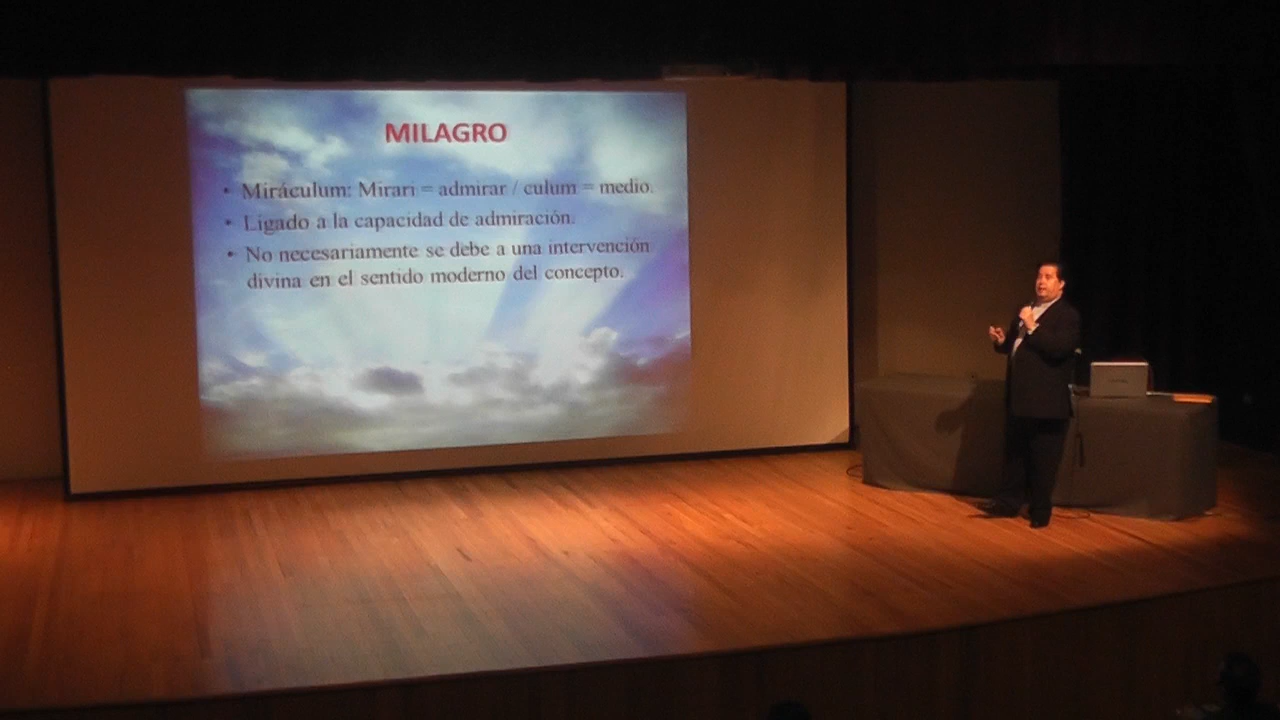 MILAGRO
• Miráculum: Mirari = admirar / culum = medio.
• Ligado a la capacidad de admiración.
• No necesariamente se debe a una intervención
divina en el sentido moderno del concepto.